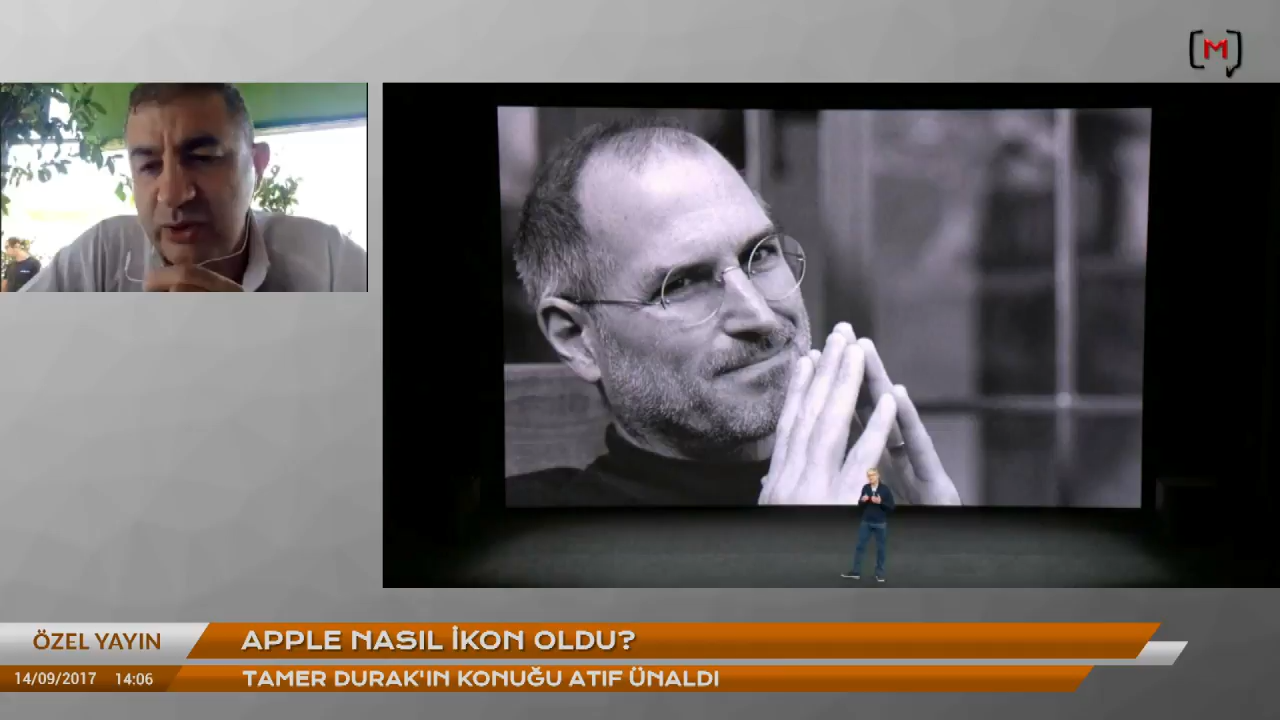 M
ÖZEL YAYIN
APPLE NASIL İKON OLDU?
14/09/2017 14:06
TAMER DURAK'IN KONUĞU ATIF ÜNALDI